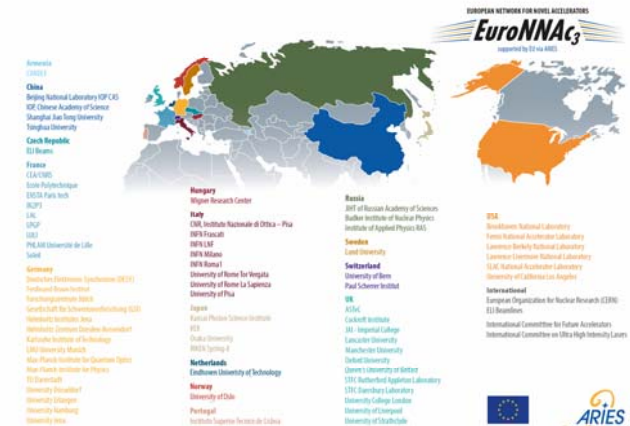 EUROPEAN NETWORK FOR NOVEL ACCELERATORS
EuroNNAc3
supported by EU via ARIES
Armenia
CANDLE
China
Beijing National Laboratory IOP CAS
IOP, Chinese Academy of Science
Shanghai Jiao Tong University
Tsinghua University
Czech Republic
ELI Beams
France
CEA/CNRS
Ecole Polytechnique
ENSTA Paris Tech
IN2P3
LAL
LPGP
LULI
PHLAM Université de Lille
Soleil
Germany
Deutsches Elektronen-Synchrotron (DESY)
Ferdinand-Braun-Institut
Forschungszentrum Jülich
Gesellschaft für Schwerionenforschung (GSI)
Helmholtz Institute Jena
Helmholtz-Zentrum Dresden-Rossendorf
Karlsruhe Institute of Technology
LMU University Munich
Max-Planck-Institute for Quantum Optics
Max-Planck-Institute for Physics
TU Darmstadt
University Düsseldorf
University Erlangen
University Hamburg
University Jena
Hungary
Wigner Research Center
Italy
CNR, Institute Nazionale di Ottica – Pisa
INFN Frascati
INFN LNF
INFN Milano
INFN Roma1
University of Rome Tor Vergata
University of Rome La Sapienza
University of Pisa
Japan
Kansai Photon Science Institute
KEK
Osaka University
RIKEN Spring-8
Netherlands
Eindhoven University of Technology
Norway
University of Oslo
Portugal
Instituto Superior Tecnico de Lisboa
Russia
JIHT of Russian Academy of Sciences
Budker Institute of Nuclear Physics
Institute of Applied Physics RAS
Sweden
Lund University
Switzerland
University of Bern
Paul Scherrer Institut
UK
ASTeC
Cockroft Institute
JAI - Imperial College
Lancaster University
Manchester University
Oxford University
Queen's University of Belfast
STFC Rutherford Appleton Laboratory
STFC Daresbury Laboratory
University College London
University of Liverpool
University of Strathclyde
USA
Brookhaven National Laboratory
Fermi National Accelerator Laboratory
Lawrence Berkely National Laboratory
Lawrence Livermore National Laboratory
SLAC National Accelerator Laboratory
University of California Los Angeles
International
European Organization for Nuclear Research (CERN)
ELI Beamlines
International Committee for Future Accelerators
International Committee on Ultra High Intensity Lasers
ARIES